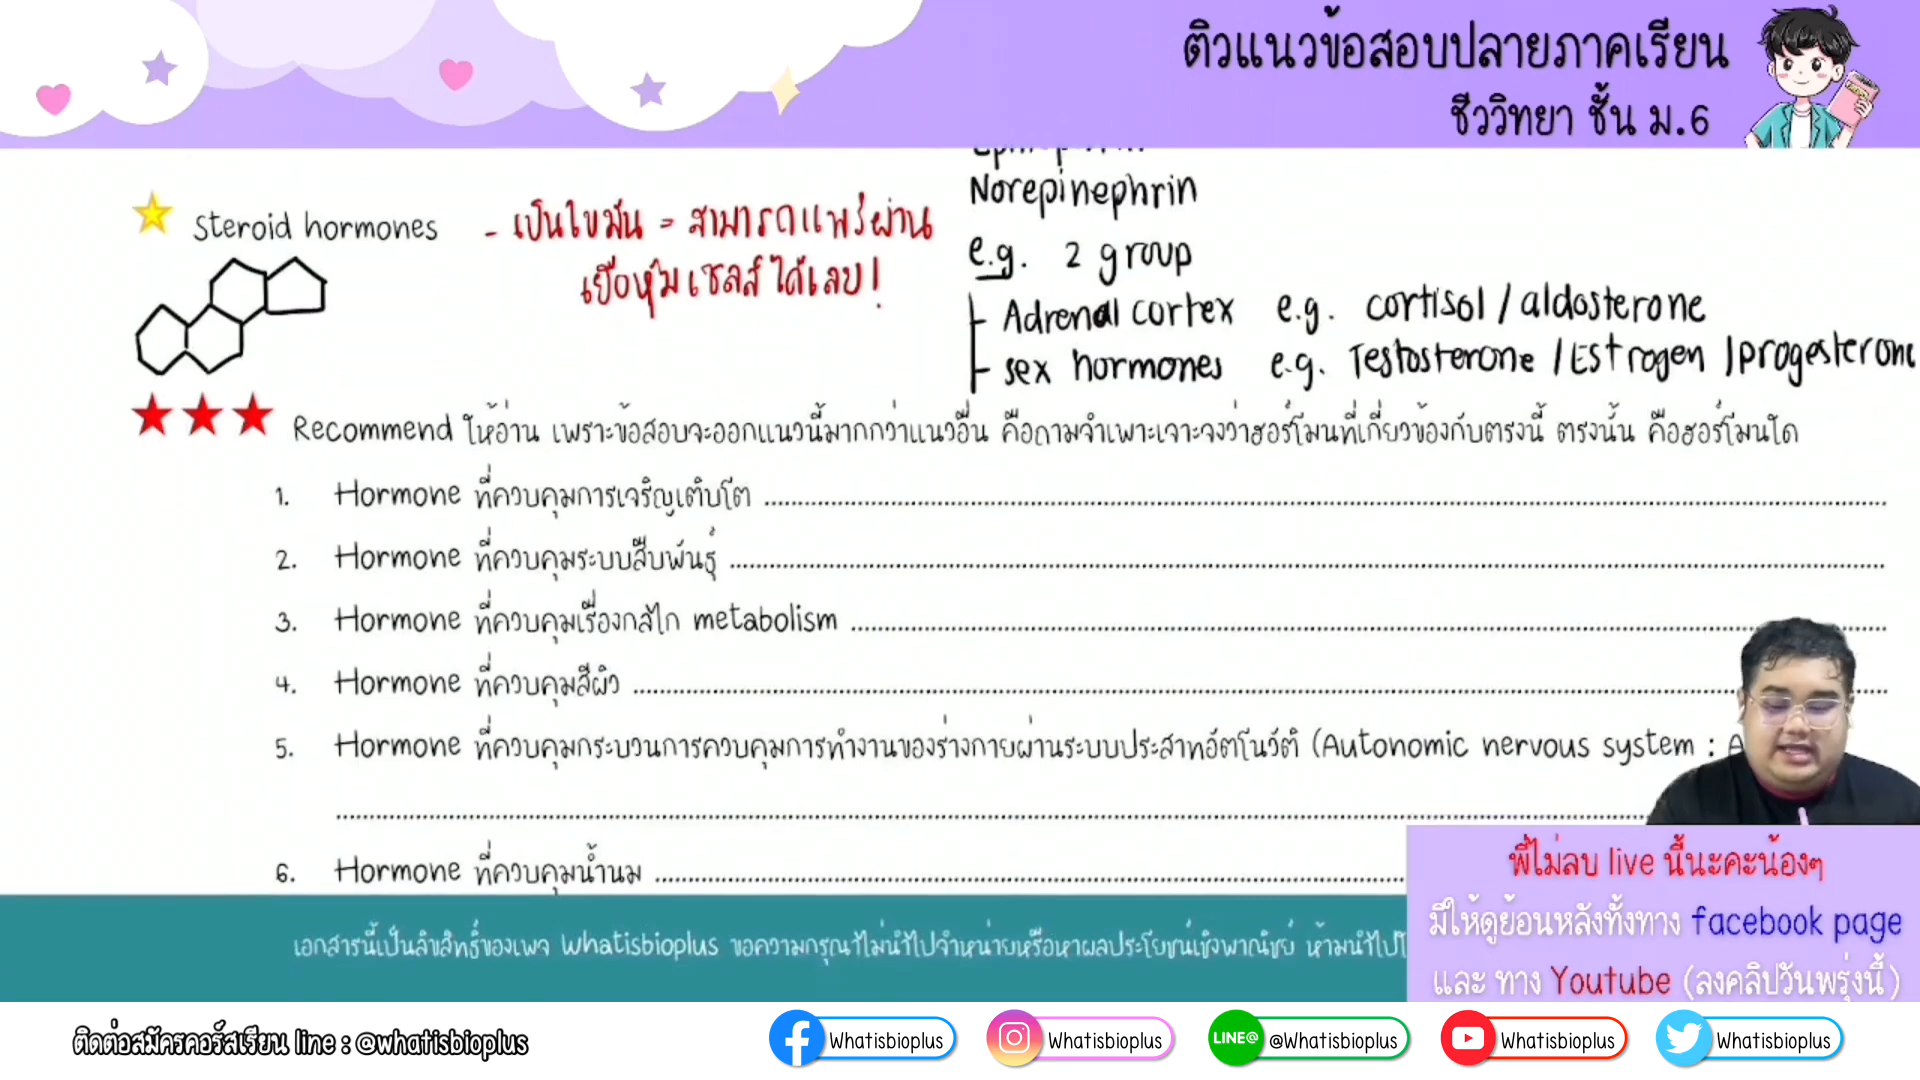 ติวแนวข้อสอบปลายภาคเรียน
ชีววิทยา ชั้น ม.6
Norepinephrin
Steroid hormones - เป็นไขมัน = สามารถแพร่ผ่าน
เยื่อหุ้มเซลล์ได้เลย!
e.g. 2 group
Adrenal cortex e.g. cortisol / aldosterone
sex hormones e.g. Testosterone / Estrogen / progesterone
Recommend ให้อ่าน เพราะข้อสอบจะออกแนวนี้มากกว่าแนวอื่น คือถามจำเพาะเจาะจงว่าฮอร์โมนที่เกี่ยวข้องกับตรงนี้ ตรงนั้น คือฮอร์โมนใด
1. Hormone ที่ควบคุมการเจริญเติบโต
2. Hormone ที่ควบคุมระบบสืบพันธุ์
3. Hormone ที่ควบคุมเรื่องกลไก metabolism
4. Hormone ที่ควบคุมสีผิว
5. Hormone ที่ควบคุมกระบวนการควบคุมการทำงานของร่างกายผ่านระบบประสาทอัตโนวัติ (Autonomic nervous system : A
6. Hormone ที่ควบคุมน้ำนม
พี่ไม่ลบ live นี้นะคะน้องๆ
มีให้ดูย้อนหลังทั้งทาง facebook page
และ ทาง Youtube (ลงคลิปวันพรุ่งนี้)
เอกสารนี้เป็นลิขสิทธิ์ของเพจ whatisbioplus ขอความกรุณาไม่นำไปจำหน่ายหรือหาผลประโยชน์เชิงพาณิชย์ ห้ามนำไป
ติดต่อสมัครคอร์สเรียน line : @whatisbioplus
Whatisbioplus
Whatisbioplus
LINE@ @Whatisbioplus
Whatisbioplus
Whatisbioplus